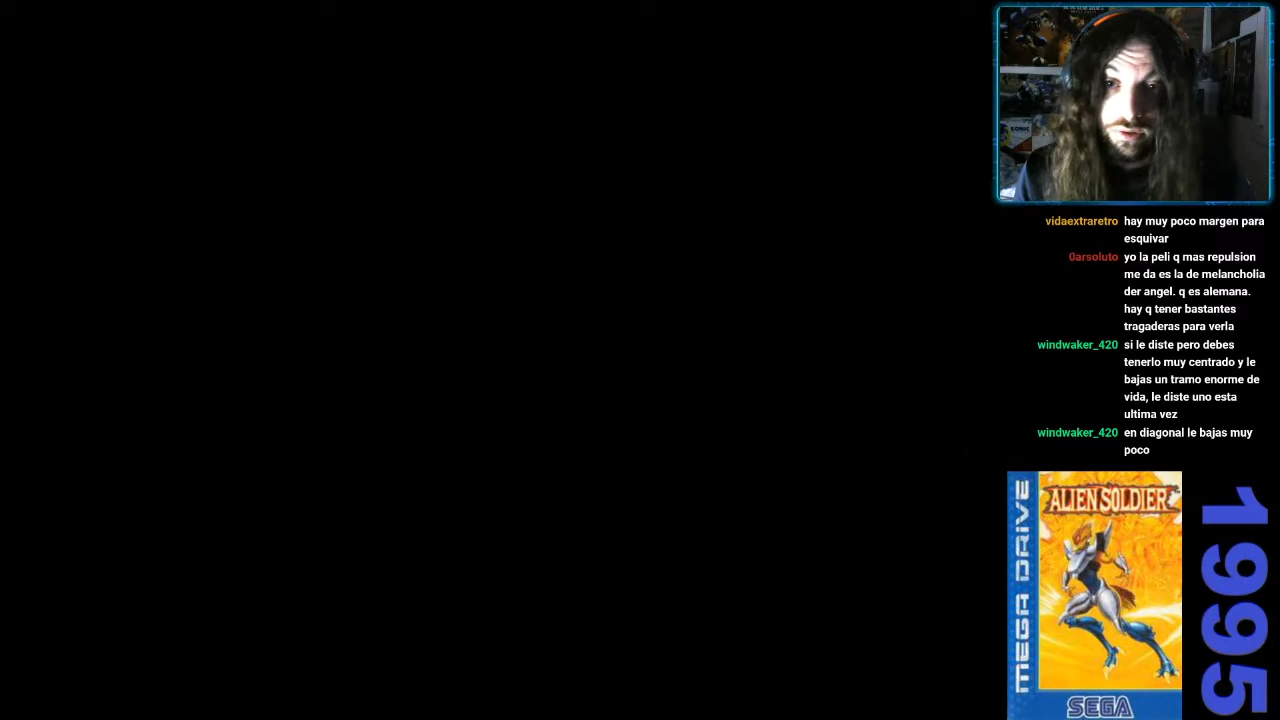 SONIC
vidaextraretro hay muy poco margen para
esquivar
0arsoluto yo la peli q mas repulsion
me da es la de melancholia
der angel. q es alemana.
hay q tener bastantes
tragaderas para verla
windwaker_420 si le diste pero debes
tenerlo muy centrado y le
bajas un tramo enorme de
vida, le diste uno esta
ultima vez
windwaker_420 en diagonal le bajas muy
poco
MEGA DRIVE
ALIEN SOLDIER
SEGA
1995